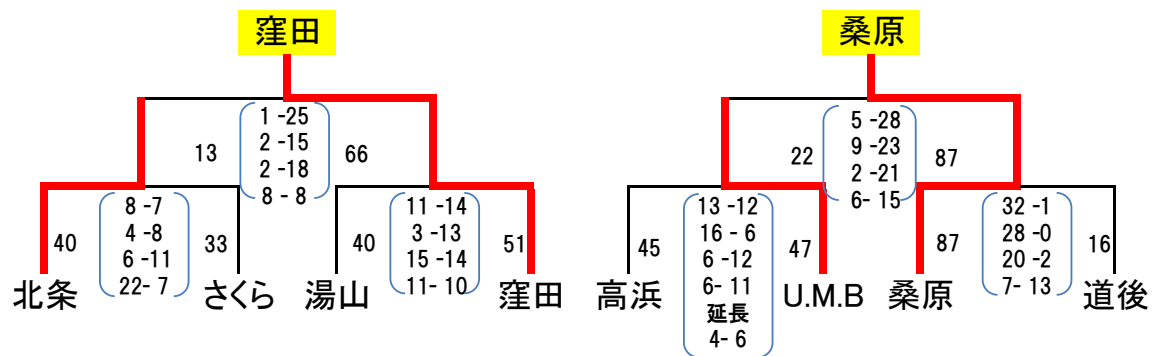 窪田
桑原
1 -25
2 -15
2 -18
8 - 8
13
66
5 -28
9 -23
2 -21
6- 15
22
87
8 -7
4 -8
6 -11
22- 7
40
33
11 -14
3 -13
15 -14
11- 10
40
51
13 -12
16 - 6
6 -12
6- 11
延長
4- 6
45
47
32 -1
28 -0
20 -2
7- 13
87
16
北条
さくら
湯山
窪田
高浜
U.M.B
桑原
道後